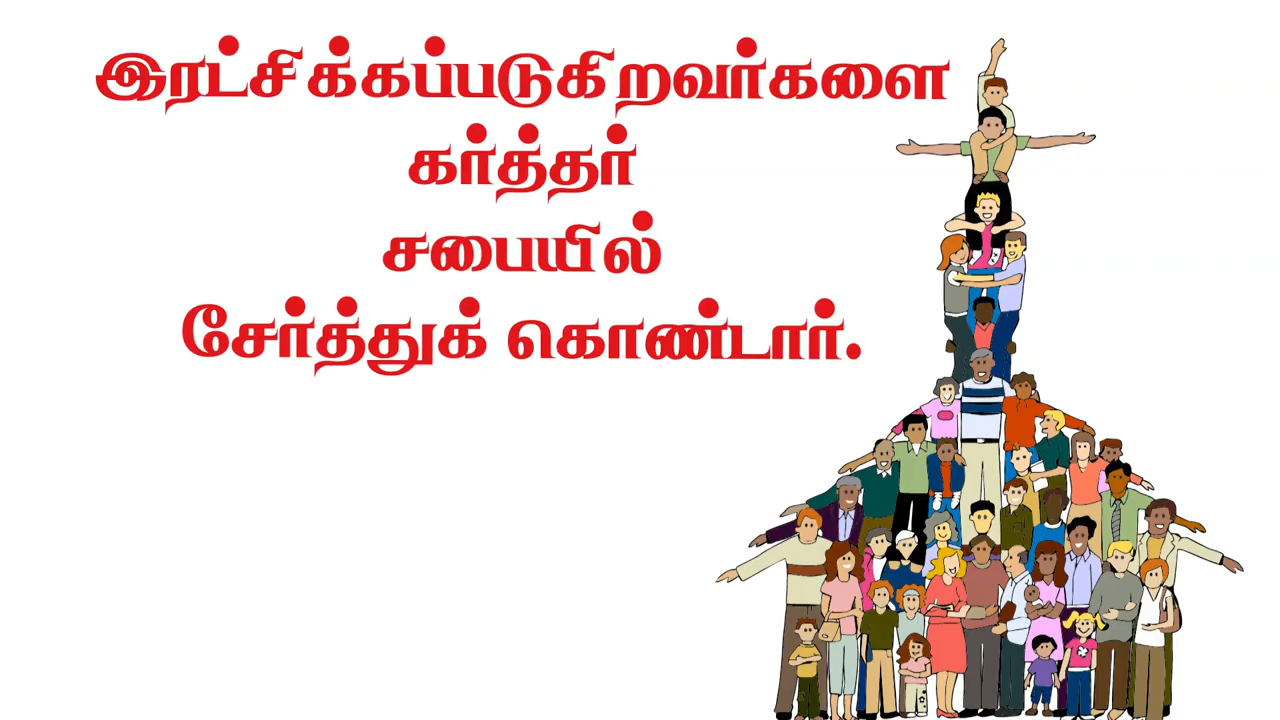 இரட்சிக்கப்படுகிறவர்களை
கர்த்தர்
சபையில்
சேர்த்துக் கொண்டார்.